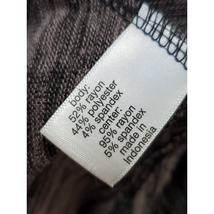 body:
52% rayon
44% polyester
4% spandex
center:
95% rayon
5% spandex
made in
Indonesia